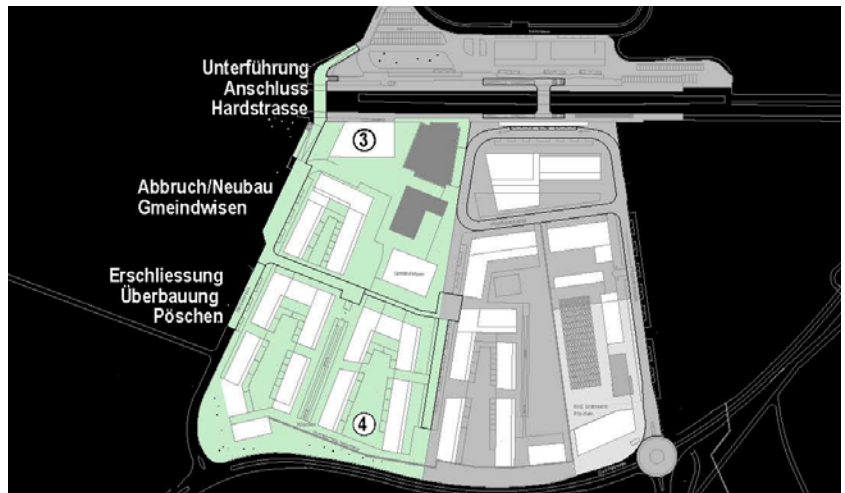 Unterführung
Anschluss
Hardstrasse
3
Abbruch/Neubau
Gmeindwisen
Erschliessung
Überbauung
Pöschen
4